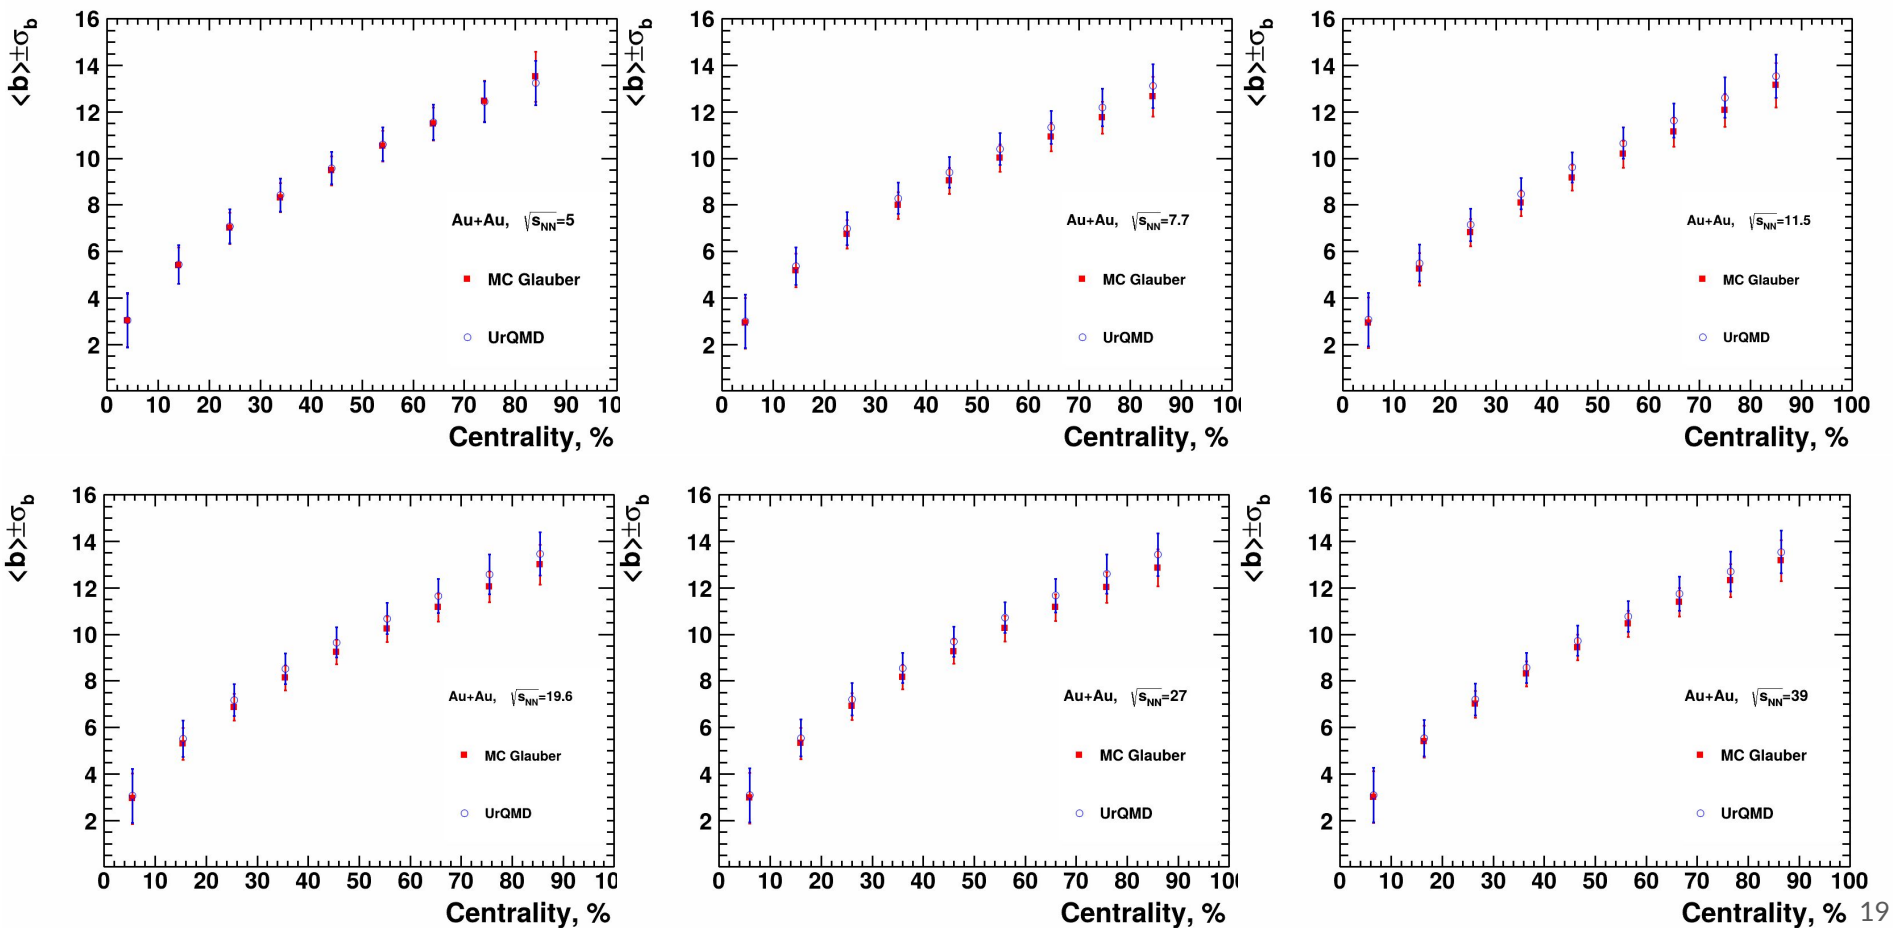 <b>±σb
16
14
12
10
8
6
4
2
0 10 20 30 40 50 60 70 80 90 10
Centrality, %
Au+Au, √sNN=5
MC Glauber
UrQMD
<b>±σb
16
14
12
10
8
6
4
2
0 10 20 30 40 50 60 70 80 90 10
Centrality, %
Au+Au, √sNN=7.7
MC Glauber
UrQMD
<b>±σb
16
14
12
10
8
6
4
2
0 10 20 30 40 50 60 70 80 90 100
Centrality, %
Au+Au, √sNN=11.5
MC Glauber
UrQMD
<b>±σb
16
14
12
10
8
6
4
2
0 10 20 30 40 50 60 70 80 90 10
Centrality, %
Au+Au, √sNN=19.6
MC Glauber
UrQMD
<b>±σb
16
14
12
10
8
6
4
2
0 10 20 30 40 50 60 70 80 90 100
Centrality, %
Au+Au, √sNN=27
MC Glauber
UrQMD
<b>±σb
16
14
12
10
8
6
4
2
0 10 20 30 40 50 60 70 80 90 100
Centrality, %
Au+Au, √sNN=39
MC Glauber
UrQMD
19